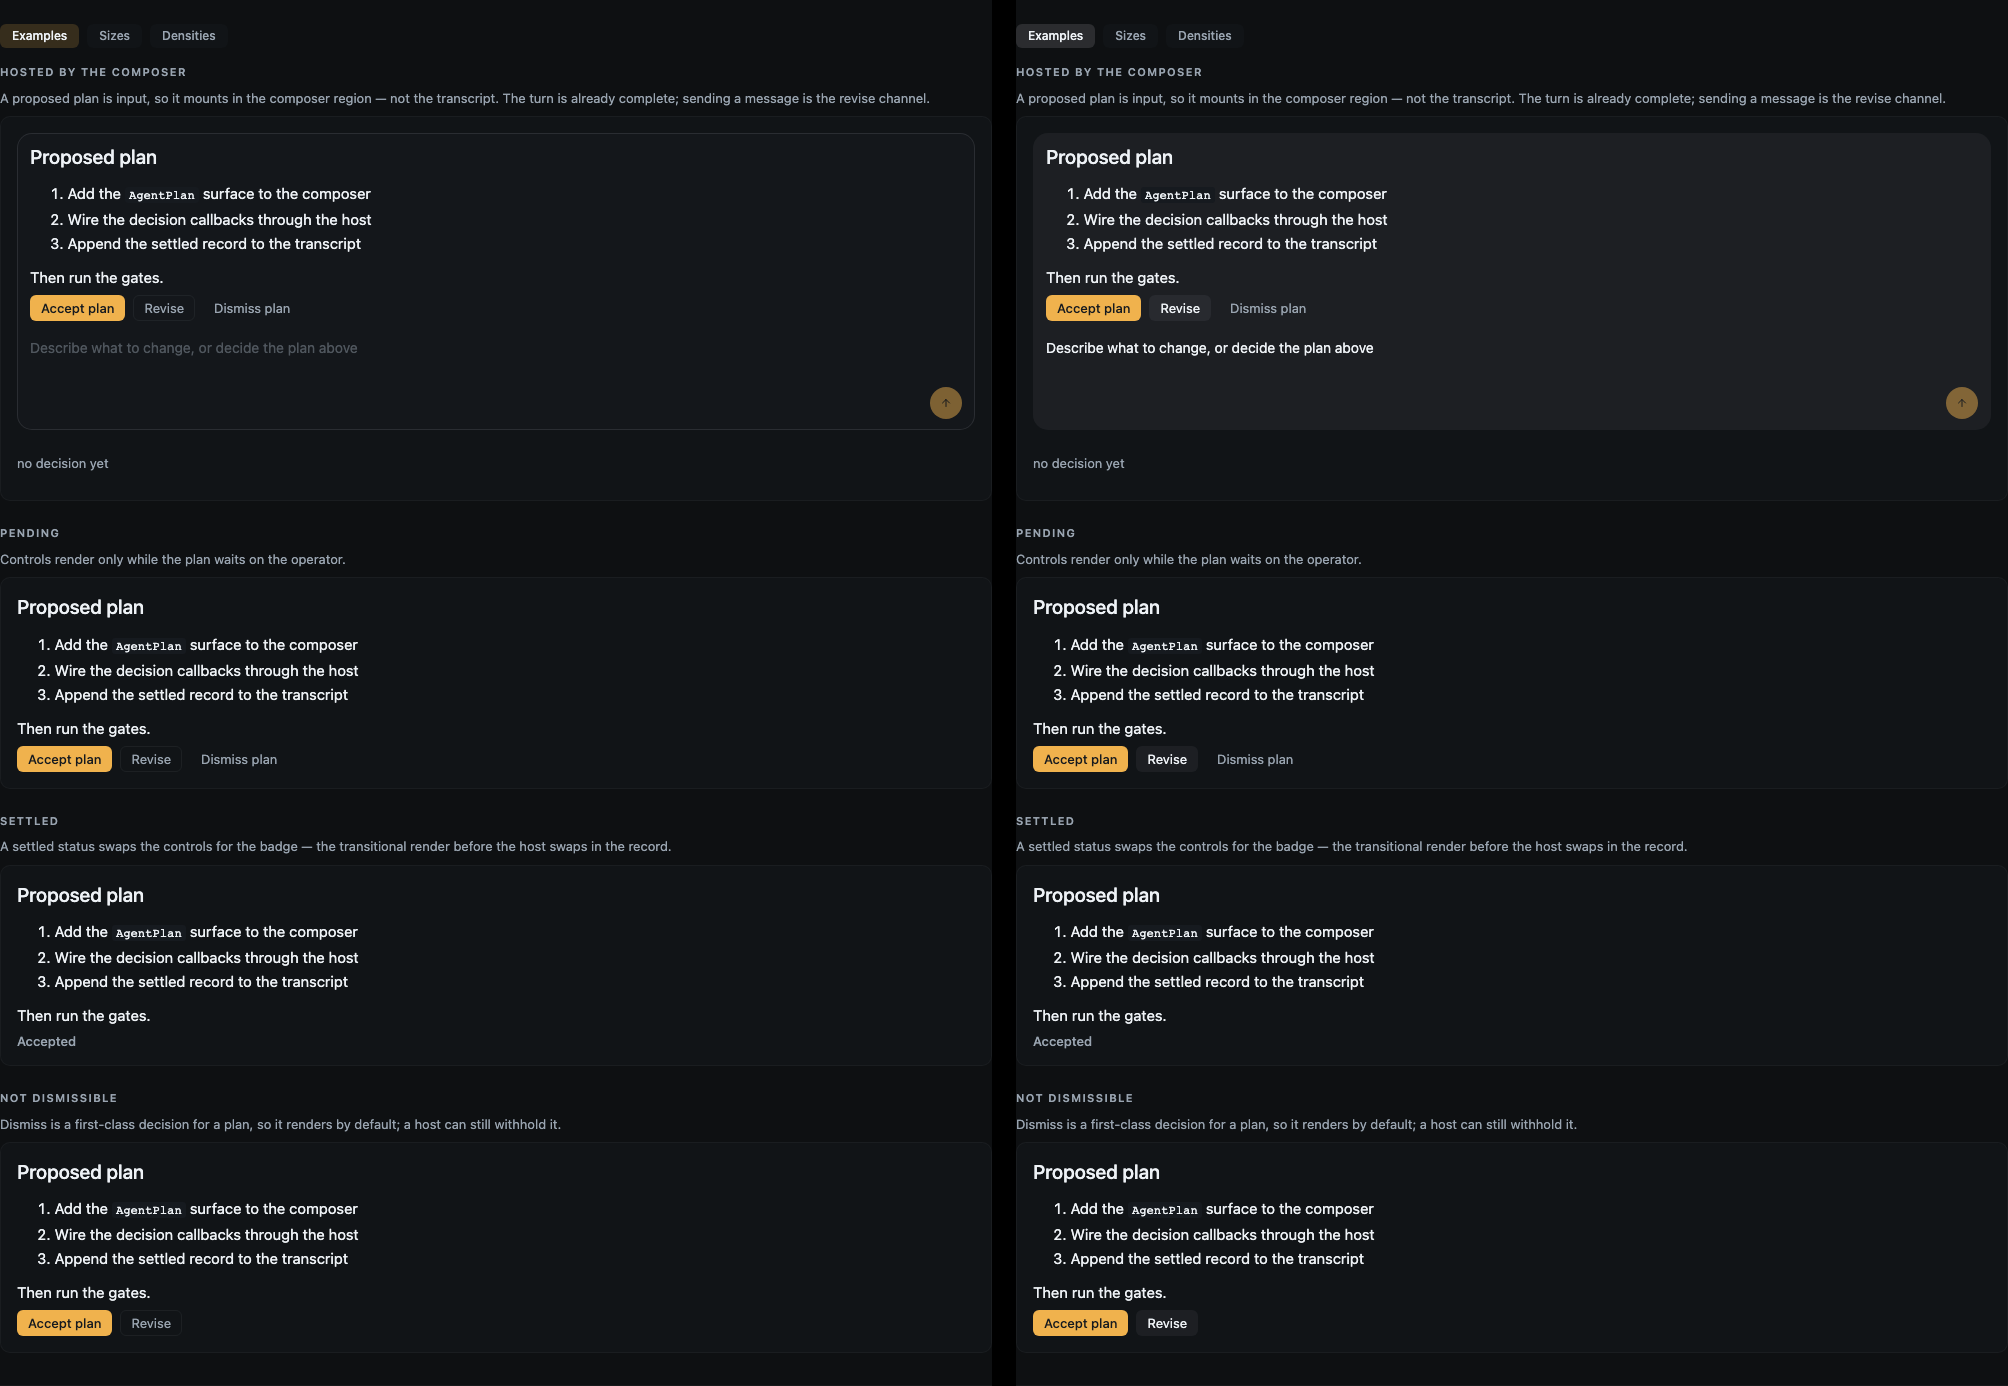 Examples Sizes Densities
HOSTED BY THE COMPOSER
A proposed plan is input, so it mounts in the composer region — not the transcript. The turn is already complete; sending a message is the revise channel.
Proposed plan
1. Add the AgentPlan surface to the composer
2. Wire the decision callbacks through the host
3. Append the settled record to the transcript
Then run the gates.
Accept plan Revise Dismiss plan
Describe what to change, or decide the plan above
no decision yet
PENDING
Controls render only while the plan waits on the operator.
Proposed plan
1. Add the AgentPlan surface to the composer
2. Wire the decision callbacks through the host
3. Append the settled record to the transcript
Then run the gates.
Accept plan Revise Dismiss plan
SETTLED
A settled status swaps the controls for the badge — the transitional render before the host swaps in the record.
Proposed plan
1. Add the AgentPlan surface to the composer
2. Wire the decision callbacks through the host
3. Append the settled record to the transcript
Then run the gates.
Accepted
NOT DISMISSIBLE
Dismiss is a first-class decision for a plan, so it renders by default; a host can still withhold it.
Proposed plan
1. Add the AgentPlan surface to the composer
2. Wire the decision callbacks through the host
3. Append the settled record to the transcript
Then run the gates.
Accept plan Revise
Examples Sizes Densities
HOSTED BY THE COMPOSER
A proposed plan is input, so it mounts in the composer region — not the transcript. The turn is already complete; sending a message is the revise channel.
Proposed plan
1. Add the AgentPlan surface to the composer
2. Wire the decision callbacks through the host
3. Append the settled record to the transcript
Then run the gates.
Accept plan Revise Dismiss plan
Describe what to change, or decide the plan above
no decision yet
PENDING
Controls render only while the plan waits on the operator.
Proposed plan
1. Add the AgentPlan surface to the composer
2. Wire the decision callbacks through the host
3. Append the settled record to the transcript
Then run the gates.
Accept plan Revise Dismiss plan
SETTLED
A settled status swaps the controls for the badge — the transitional render before the host swaps in the record.
Proposed plan
1. Add the AgentPlan surface to the composer
2. Wire the decision callbacks through the host
3. Append the settled record to the transcript
Then run the gates.
Accepted
NOT DISMISSIBLE
Dismiss is a first-class decision for a plan, so it renders by default; a host can still withhold it.
Proposed plan
1. Add the AgentPlan surface to the composer
2. Wire the decision callbacks through the host
3. Append the settled record to the transcript
Then run the gates.
Accept plan Revise